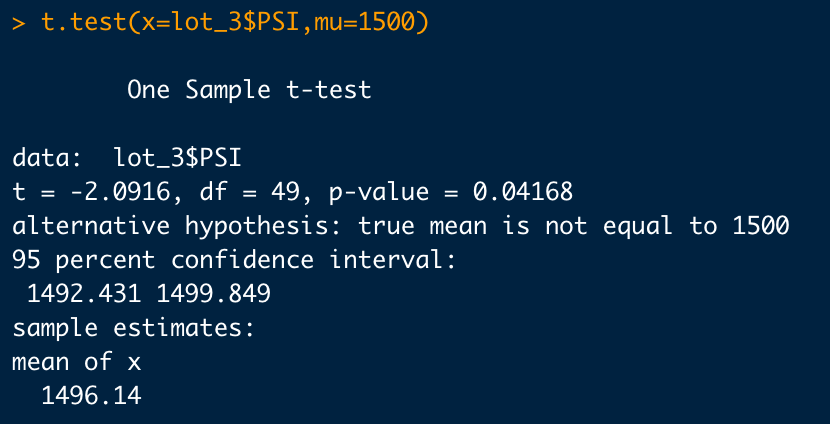 > t.test(x=lot_3$PSI,mu=1500)
One Sample t-test
data:  lot_3$PSI
t = -2.0916, df = 49, p-value = 0.04168
alternative hypothesis: true mean is not equal to 1500
95 percent confidence interval:
 1492.431 1499.849
sample estimates:
mean of x
  1496.14